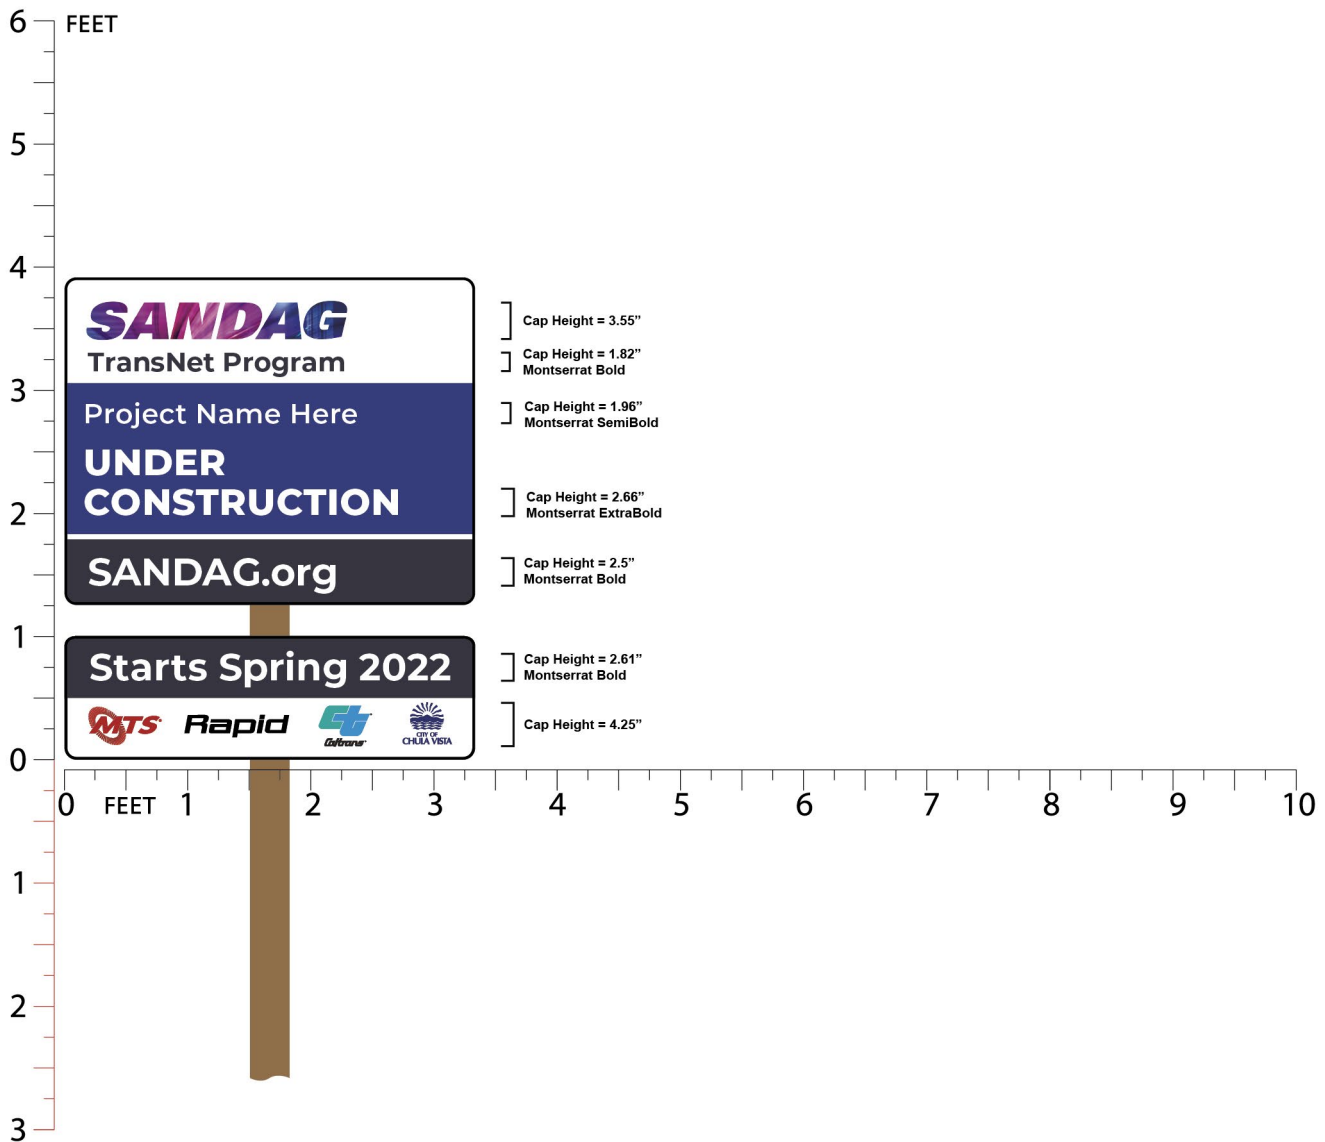 6 FEET
5
4
SANDAG
Cap Height = 3.55”
TransNet Program
Cap Height = 1.82”
Montserrat Bold
3
Project Name Here
Cap Height = 1.96”
Montserrat SemiBold
UNDER
CONSTRUCTION
Cap Height = 2.66”
Montserrat ExtraBold
2
SANDAG.org
Cap Height = 2.5”
Montserrat Bold
1
Starts Spring 2022
Cap Height = 2.61”
Montserrat Bold
MTS Rapid
Caltrans
CITY OF
CHULA VISTA
Cap Height = 4.25”
0
0 FEET 1 2 3 4 5 6 7 8 9 10
1
2
3